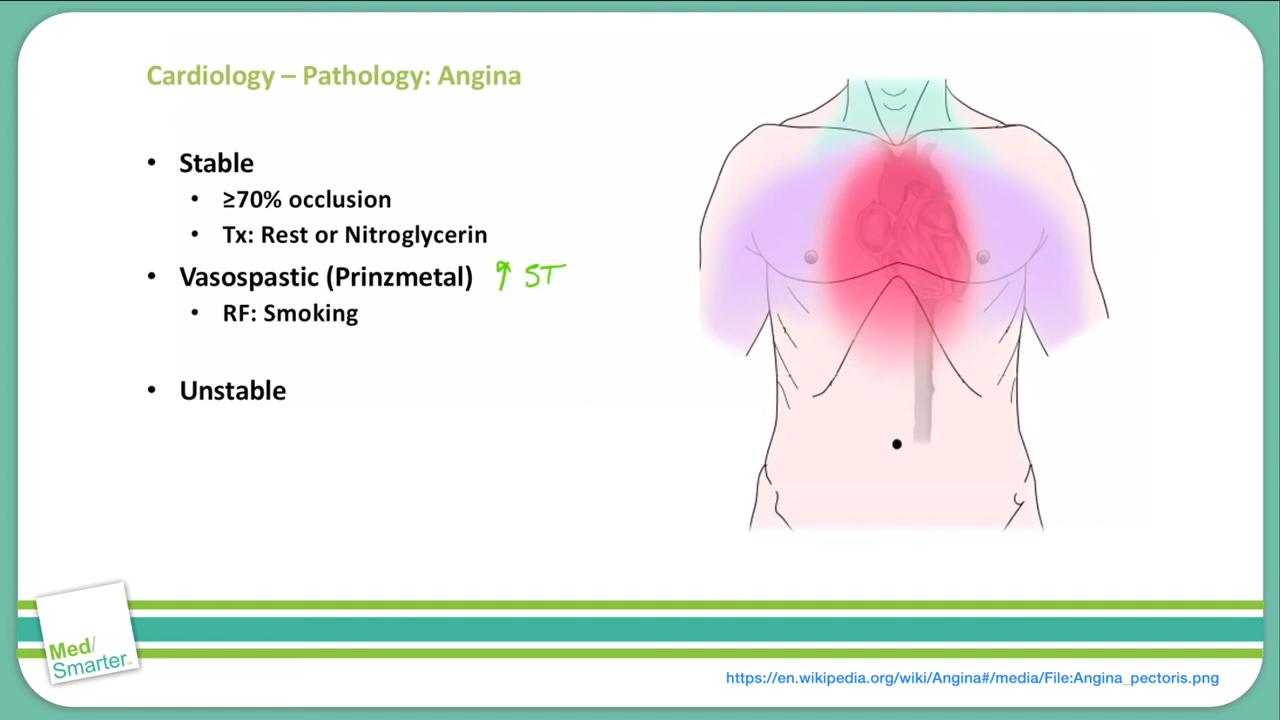 Cardiology – Pathology: Angina
• Stable
• ≥70% occlusion
• Tx: Rest or Nitroglycerin
• Vasospastic (Prinzmetal) ↑ ST
• RF: Smoking
• Unstable
Med/
Smarter™
https://en.wikipedia.org/wiki/Angina#/media/File:Angina_pectoris.png